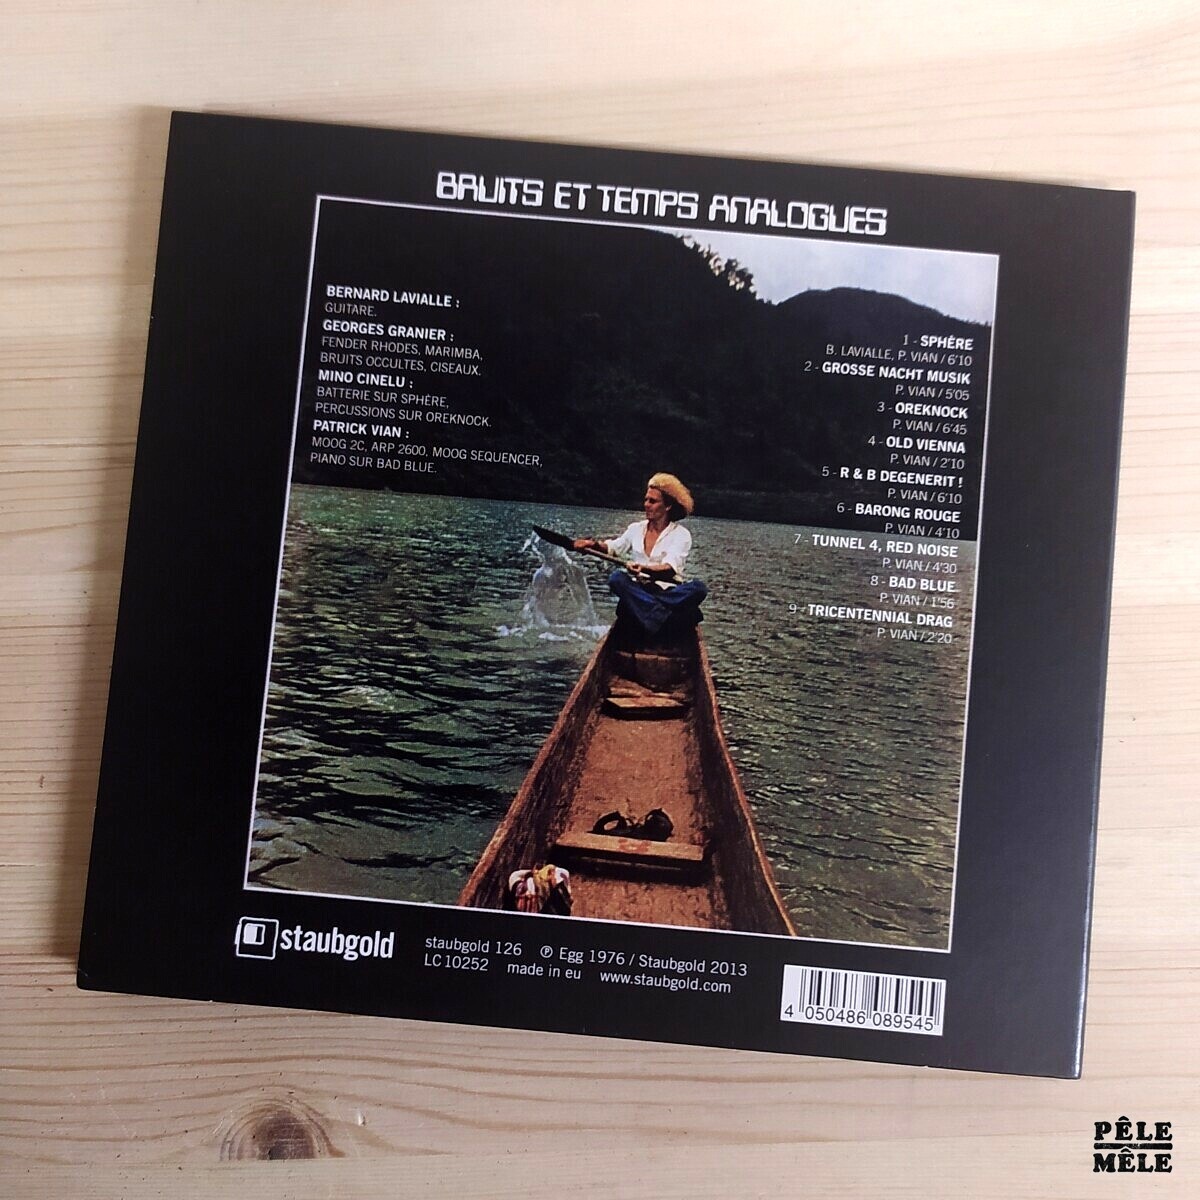 BRUITS ET TEMPS ANALOGUES
BERNARD LAVIALLE :
GUITARE.
GEORGES GRANIER :
FENDER RHODES, MARIMBA,
BRUITS OCCULTES, CISEAUX.
MINO CINELU :
BATTERIE SUR SPHÈRE,
PERCUSSIONS SUR OREKNOCK.
PATRICK VIAN :
MOOG 2C, ARP 2600, MOOG SEQUENCER,
PIANO SUR BAD BLUE.
1 - SPHÈRE
B. LAVIALLE, P. VIAN / 6'10
2 - GROSSE NACHT MUSIK
P. VIAN / 5'05
3 - OREKNOCK
P. VIAN / 6'45
4 - OLD VIENNA
P. VIAN / 2'10
5 - R & B DEGENERIT !
P. VIAN / 6'10
6 - BARONG ROUGE
P. VIAN / 4'10
7 - TUNNEL 4, RED NOISE
P. VIAN / 4'30
8 - BAD BLUE
P. VIAN / 1'56
9 - TRICENTENNIAL DRAG
P. VIAN / 2'20
staubgold
staubgold 126 ℗ Egg 1976 / Staubgold 2013
LC 10252 made in eu www.staubgold.com
4 050486 089545
PÊLE
MÊLE